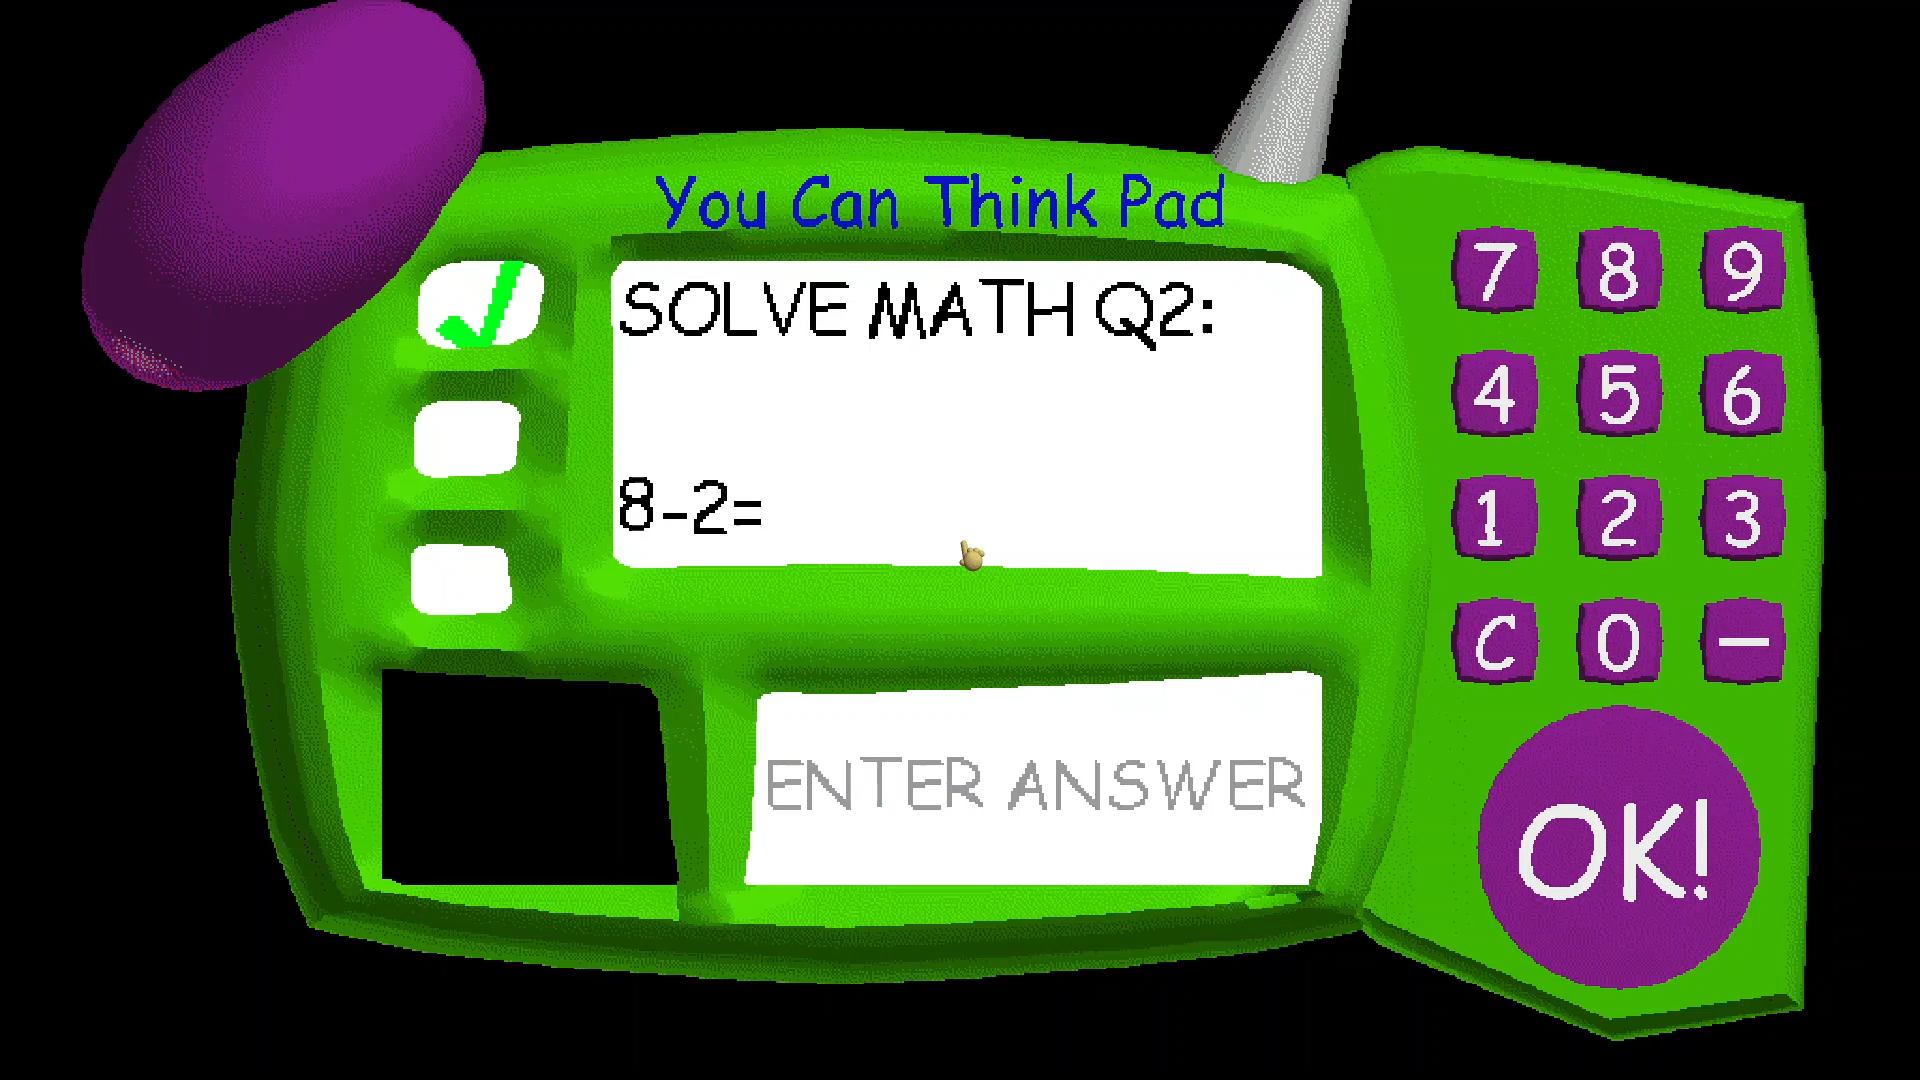 You Can Think Pad
SOLVE MATH Q2:
8-2=
ENTER ANSWER
7 8 9
4 5 6
1 2 3
C 0 −
OK!